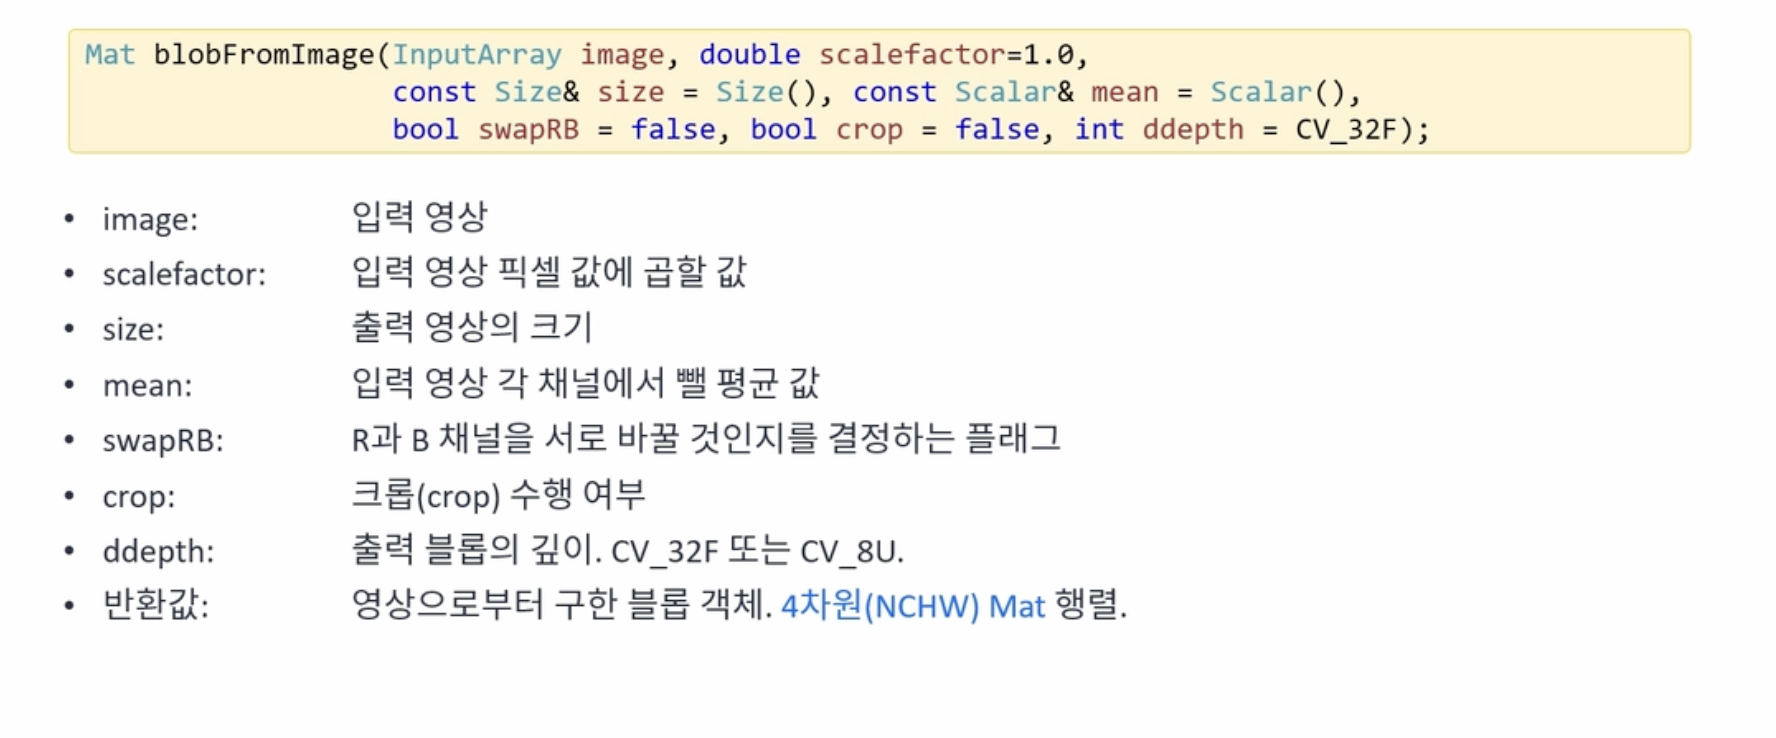 Mat blobFromImage(InputArray image, double scalefactor=1.0,
const Size& size = Size(), const Scalar& mean = Scalar(),
bool swapRB = false, bool crop = false, int ddepth = CV_32F);
• image: 입력 영상
• scalefactor: 입력 영상 픽셀 값에 곱할 값
• size: 출력 영상의 크기
• mean: 입력 영상 각 채널에서 뺄 평균 값
• swapRB: R과 B 채널을 서로 바꿀 것인지를 결정하는 플래그
• crop: 크롭(crop) 수행 여부
• ddepth: 출력 블롭의 깊이. CV_32F 또는 CV_8U.
• 반환값: 영상으로부터 구한 블롭 객체. 4차원(NCHW) Mat 행렬.